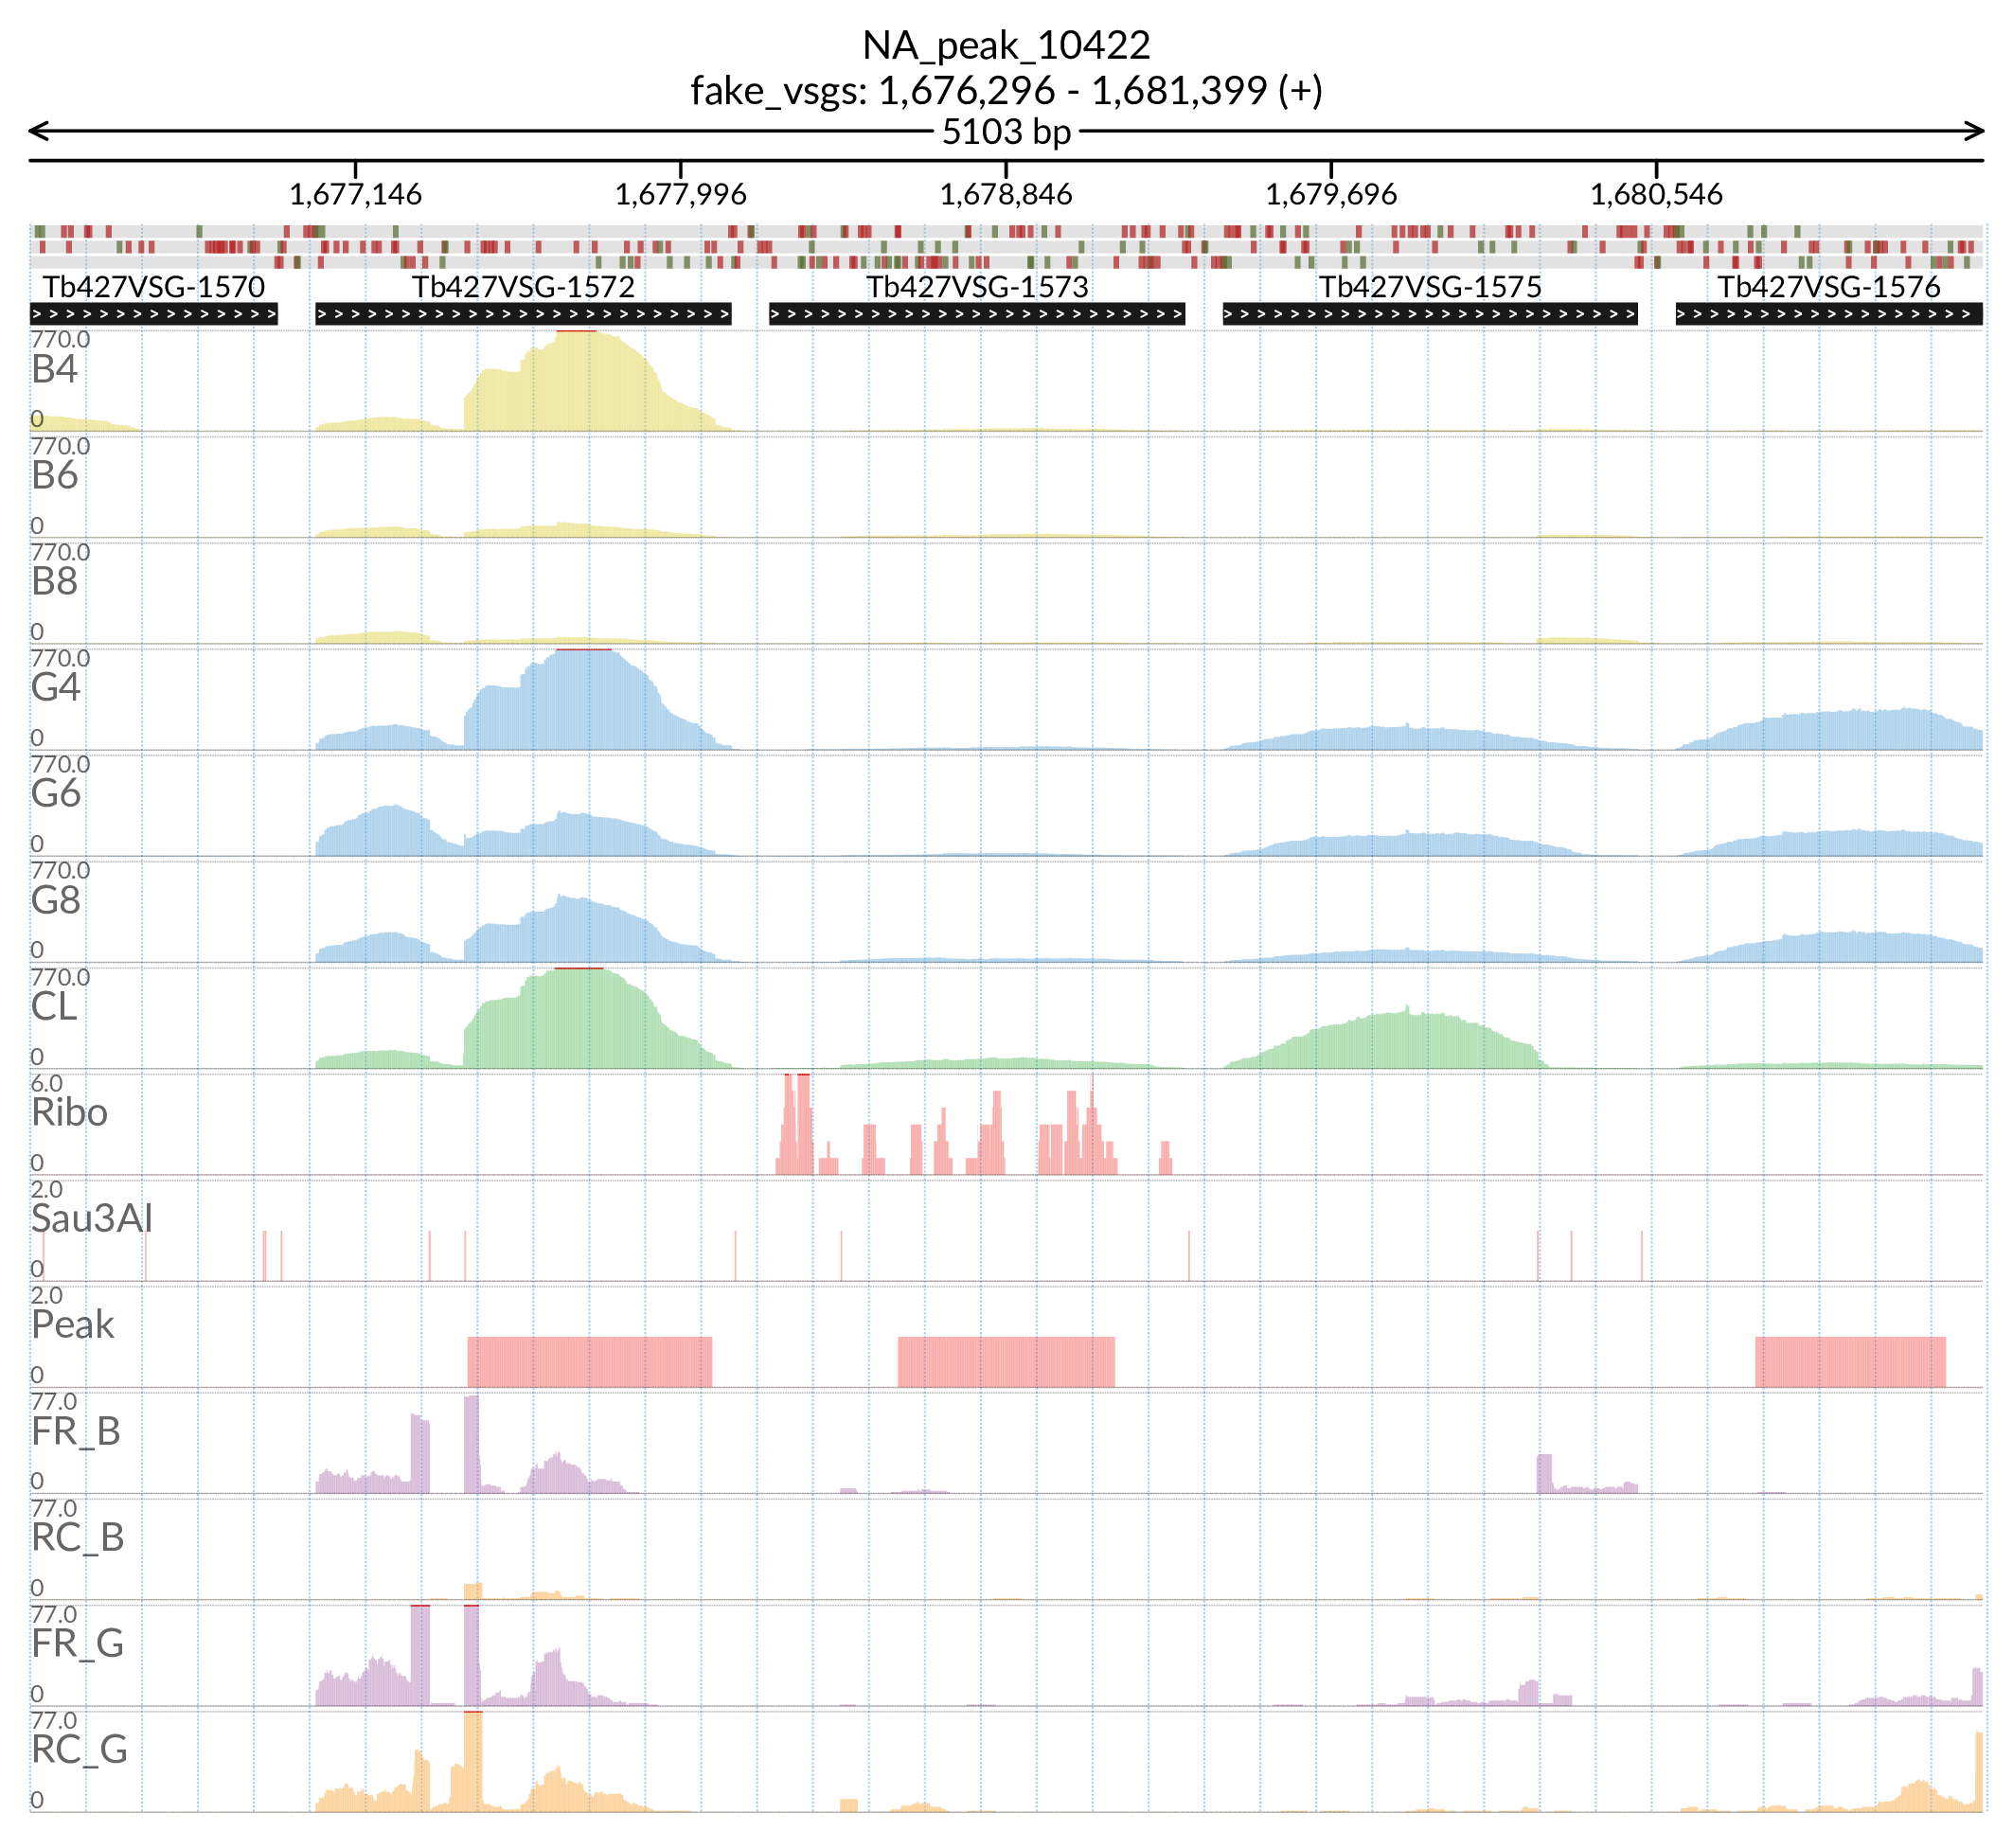 NA_peak_10422
fake_vsgs: 1,676,296 - 1,681,399 (+)
5103 bp
1,677,146 1,677,996 1,678,846 1,679,696 1,680,546
Tb427VSG-1570 Tb427VSG-1572 Tb427VSG-1573 Tb427VSG-1575 Tb427VSG-1576
770.0
B4
0
770.0
B6
0
770.0
B8
0
770.0
G4
0
770.0
G6
0
770.0
G8
0
770.0
CL
0
6.0
Ribo
0
2.0
Sau3AI
0
2.0
Peak
0
77.0
FR_B
0
77.0
RC_B
0
77.0
FR_G
0
77.0
RC_G
0